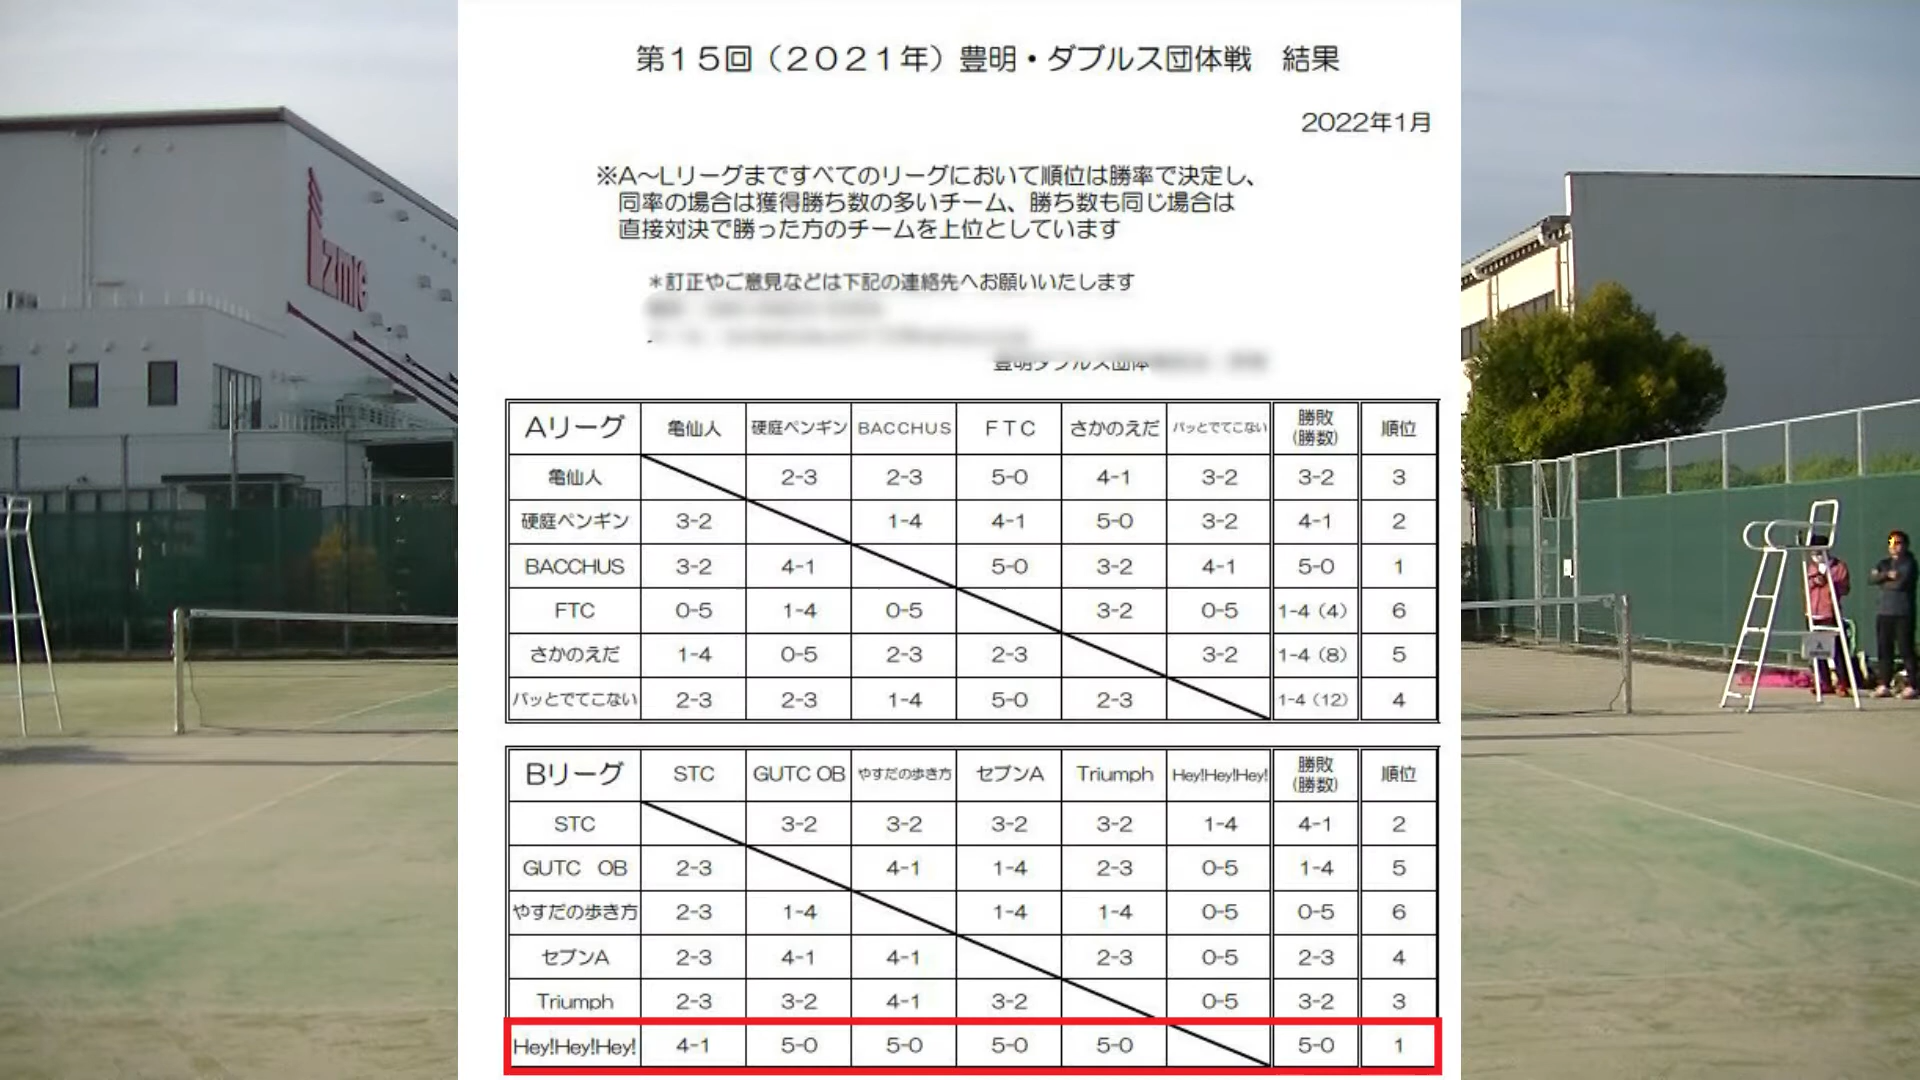 第15回（2021年）豊明・ダブルス団体戦　結果
2022年1月
※A～Lリーグまですべてのリーグにおいて順位は勝率で決定し、
同率の場合は獲得勝ち数の多いチーム、勝ち数も同じ場合は
直接対決で勝った方のチームを上位としています
＊訂正やご意見などは下記の連絡先へお願いいたします
豊明ダブルス団体
Aリーグ 亀仙人 硬庭ペンギン BACCHUS FTC さかのえだ パッとでてこない 勝敗(勝数) 順位
亀仙人 2-3 2-3 5-0 4-1 3-2 3-2 3
硬庭ペンギン 3-2 1-4 4-1 5-0 3-2 4-1 2
BACCHUS 3-2 4-1 5-0 3-2 4-1 5-0 1
FTC 0-5 1-4 0-5 3-2 0-5 1-4（4） 6
さかのえだ 1-4 0-5 2-3 2-3 3-2 1-4（8） 5
パッとでてこない 2-3 2-3 1-4 5-0 2-3 1-4（12） 4
Bリーグ STC GUTC OB やすだの歩き方 セブンA Triumph Hey!Hey!Hey! 勝敗(勝数) 順位
STC 3-2 3-2 3-2 3-2 1-4 4-1 2
GUTC　OB 2-3 4-1 1-4 2-3 0-5 1-4 5
やすだの歩き方 2-3 1-4 1-4 1-4 0-5 0-5 6
セブンA 2-3 4-1 4-1 2-3 0-5 2-3 4
Triumph 2-3 3-2 4-1 3-2 0-5 3-2 3
Hey!Hey!Hey! 4-1 5-0 5-0 5-0 5-0 5-0 1